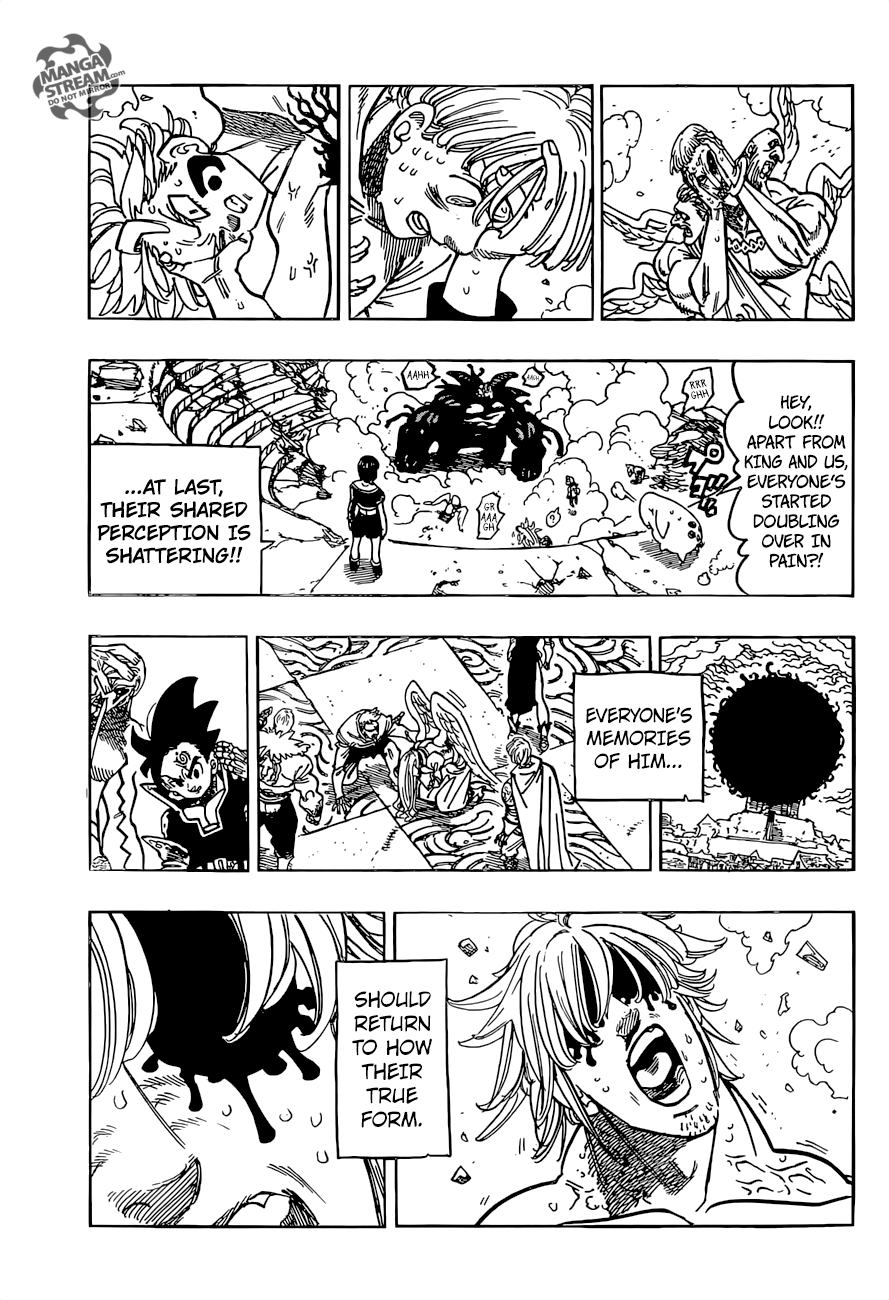 MANGA
STREAM.com
DO NOT MIRROR
HEY,
LOOK!!
APART FROM
KING AND US,
EVERYONE'S
STARTED
DOUBLING
OVER IN
PAIN?!
RRR
GHH
AAHH
GR
AAA
GH
...AT LAST,
THEIR SHARED
PERCEPTION IS
SHATTERING!!
EVERYONE'S
MEMORIES
OF HIM...
SHOULD
RETURN
TO HOW
THEIR
TRUE
FORM.